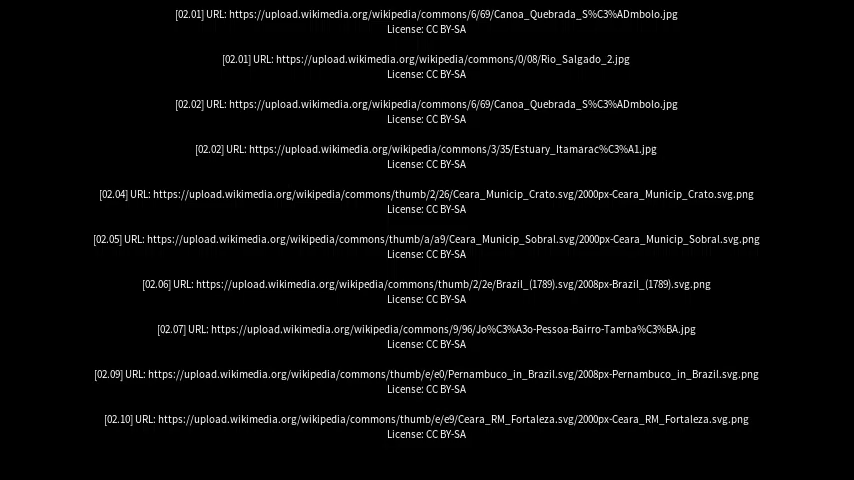 [02.01] URL: https://upload.wikimedia.org/wikipedia/commons/6/69/Canoa_Quebrada_S%C3%ADmbolo.jpg
License: CC BY-SA
[02.01] URL: https://upload.wikimedia.org/wikipedia/commons/0/08/Rio_Salgado_2.jpg
License: CC BY-SA
[02.02] URL: https://upload.wikimedia.org/wikipedia/commons/6/69/Canoa_Quebrada_S%C3%ADmbolo.jpg
License: CC BY-SA
[02.02] URL: https://upload.wikimedia.org/wikipedia/commons/3/35/Estuary_Itamarac%C3%A1.jpg
License: CC BY-SA
[02.04] URL: https://upload.wikimedia.org/wikipedia/commons/thumb/2/26/Ceara_Municip_Crato.svg/2000px-Ceara_Municip_Crato.svg.png
License: CC BY-SA
[02.05] URL: https://upload.wikimedia.org/wikipedia/commons/thumb/a/a9/Ceara_Municip_Sobral.svg/2000px-Ceara_Municip_Sobral.svg.png
License: CC BY-SA
[02.06] URL: https://upload.wikimedia.org/wikipedia/commons/thumb/2/2e/Brazil_(1789).svg/2008px-Brazil_(1789).svg.png
License: CC BY-SA
[02.07] URL: https://upload.wikimedia.org/wikipedia/commons/9/96/Jo%C3%A3o-Pessoa-Bairro-Tamba%C3%BA.jpg
License: CC BY-SA
[02.09] URL: https://upload.wikimedia.org/wikipedia/commons/thumb/e/e0/Pernambuco_in_Brazil.svg/2008px-Pernambuco_in_Brazil.svg.png
License: CC BY-SA
[02.10] URL: https://upload.wikimedia.org/wikipedia/commons/thumb/e/e9/Ceara_RM_Fortaleza.svg/2000px-Ceara_RM_Fortaleza.svg.png
License: CC BY-SA